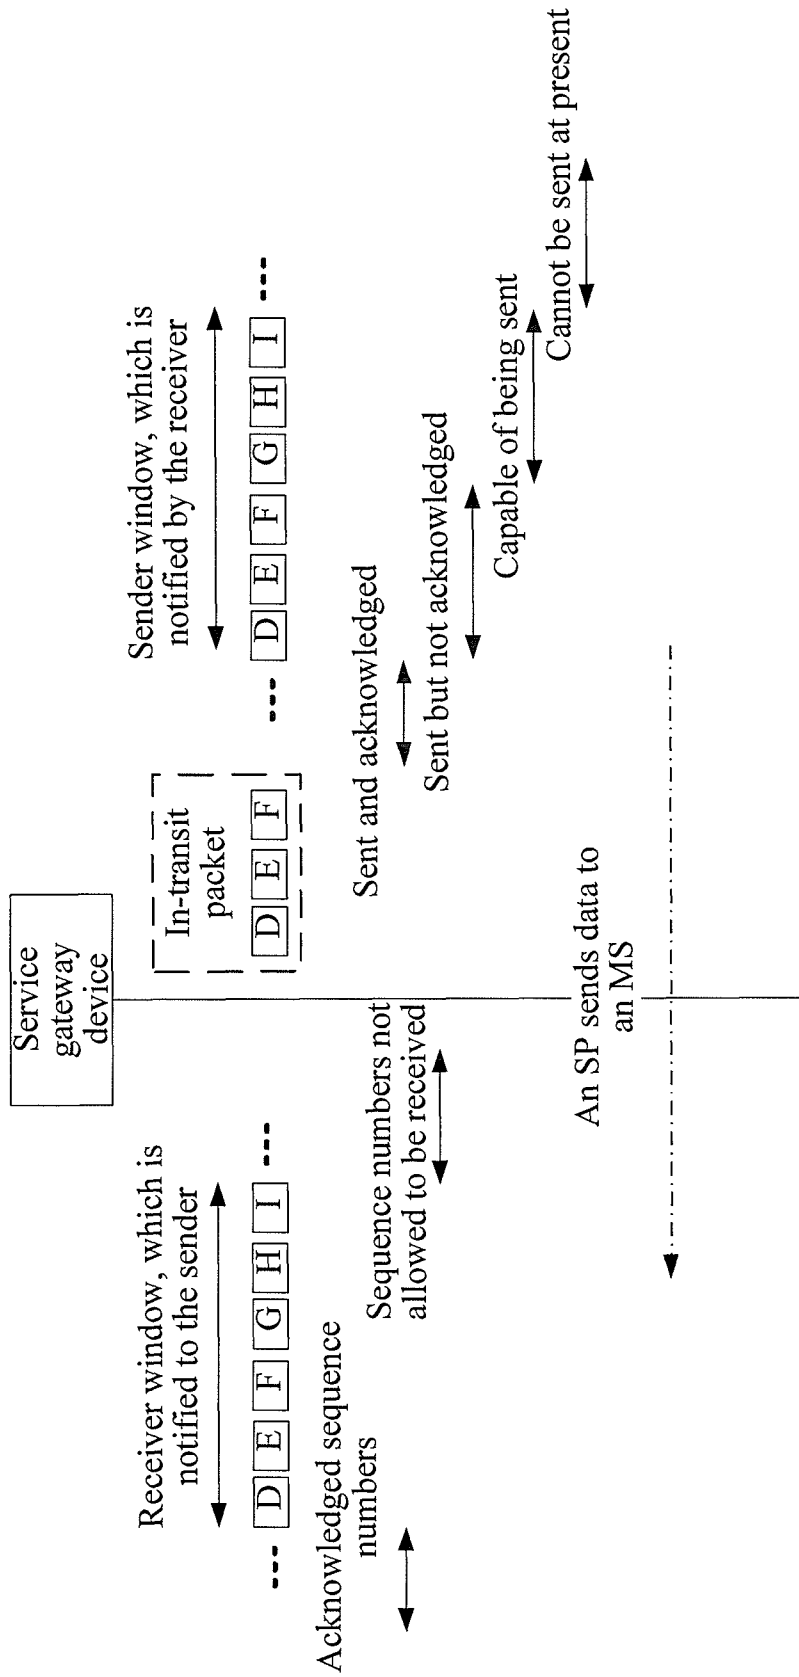 Service
gateway
device
Receiver window, which is
notified to the sender
--- D E F G H I ---
Acknowledged sequence
numbers
Sequence numbers not
allowed to be received
In-transit
packet
D E F
Sender window, which is
notified by the receiver
--- D E F G H I ---
Sent and acknowledged
Sent but not acknowledged
Capable of being sent
Cannot be sent at present
An SP sends data to
an MS